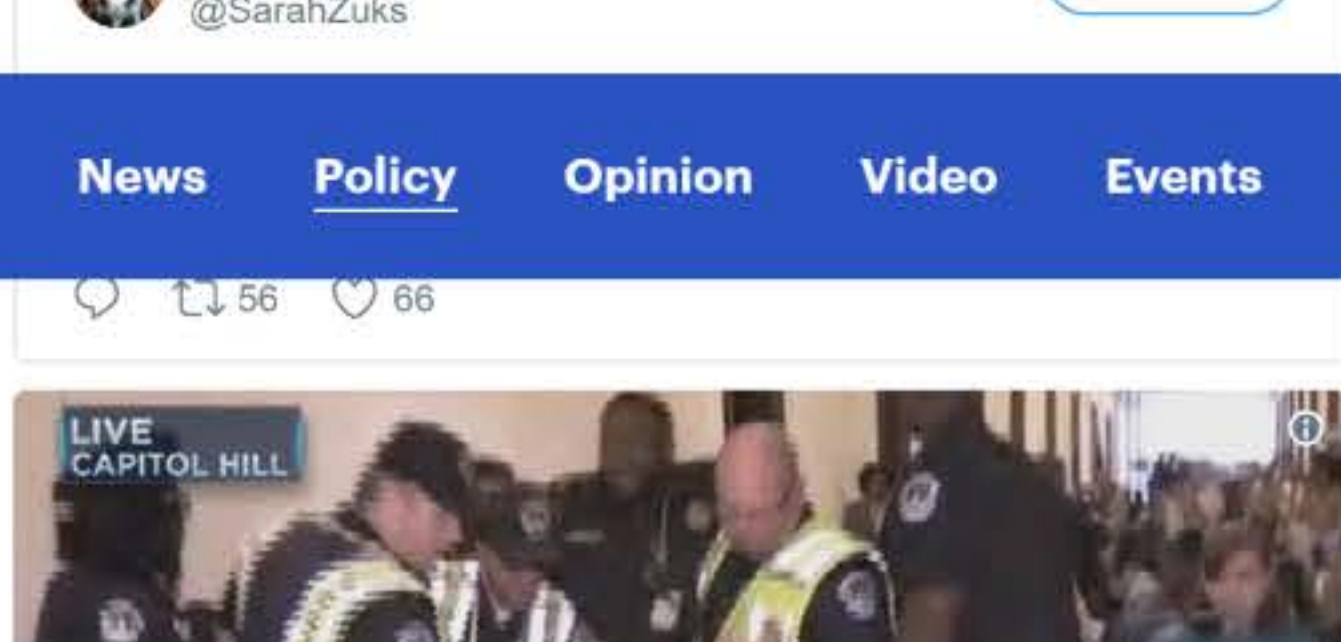 @SarahZuks
News Policy Opinion Video Events
56 66
LIVE
CAPITOL HILL